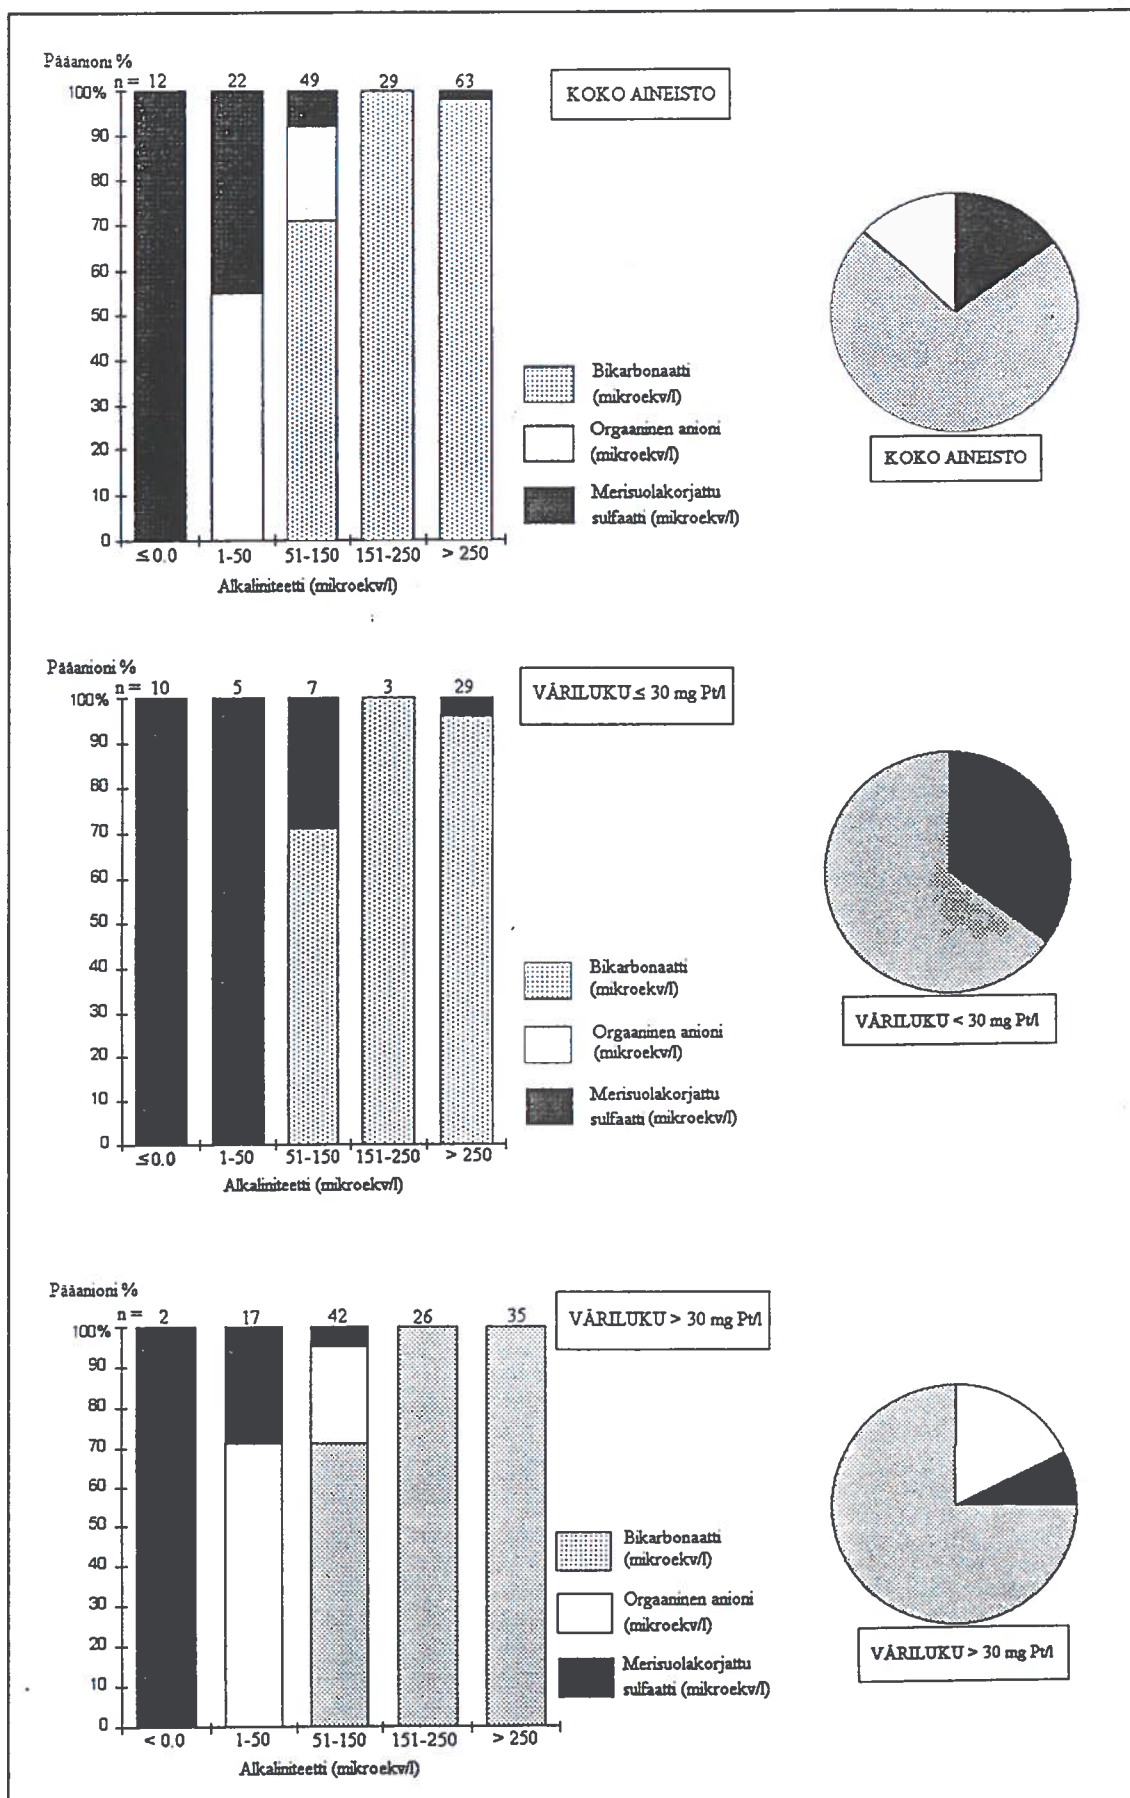 Pääanioni %
n = 12 22 49 29 63
KOKO AINEISTO
100%
90
80
70
60
50
40
30
20
10
0
≤ 0.0 1-50 51-150 151-250 > 250
Alkaliniteetti (mikroekv/l)
Bikarbonaatti
(mikroekv/l)
Orgaaninen anioni
(mikroekv/l)
Merisuolakorjattu
sulfaatti (mikroekv/l)
KOKO AINEISTO
Pääanioni %
n = 10 5 7 3 29
VÄRILUKU ≤ 30 mg Pt/l
100%
90
80
70
60
50
40
30
20
10
0
≤ 0.0 1-50 51-150 151-250 > 250
Alkaliniteetti (mikroekv/l)
Bikarbonaatti
(mikroekv/l)
Orgaaninen anioni
(mikroekv/l)
Merisuolakorjattu
sulfaatti (mikroekv/l)
VÄRILUKU < 30 mg Pt/l
Pääanioni %
n = 2 17 42 26 35
VÄRILUKU > 30 mg Pt/l
100%
90
80
70
60
50
40
30
20
10
0
< 0.0 1-50 51-150 151-250 > 250
Alkaliniteetti (mikroekv/l)
Bikarbonaatti
(mikroekv/l)
Orgaaninen anioni
(mikroekv/l)
Merisuolakorjattu
sulfaatti (mikroekv/l)
VÄRILUKU > 30 mg Pt/l